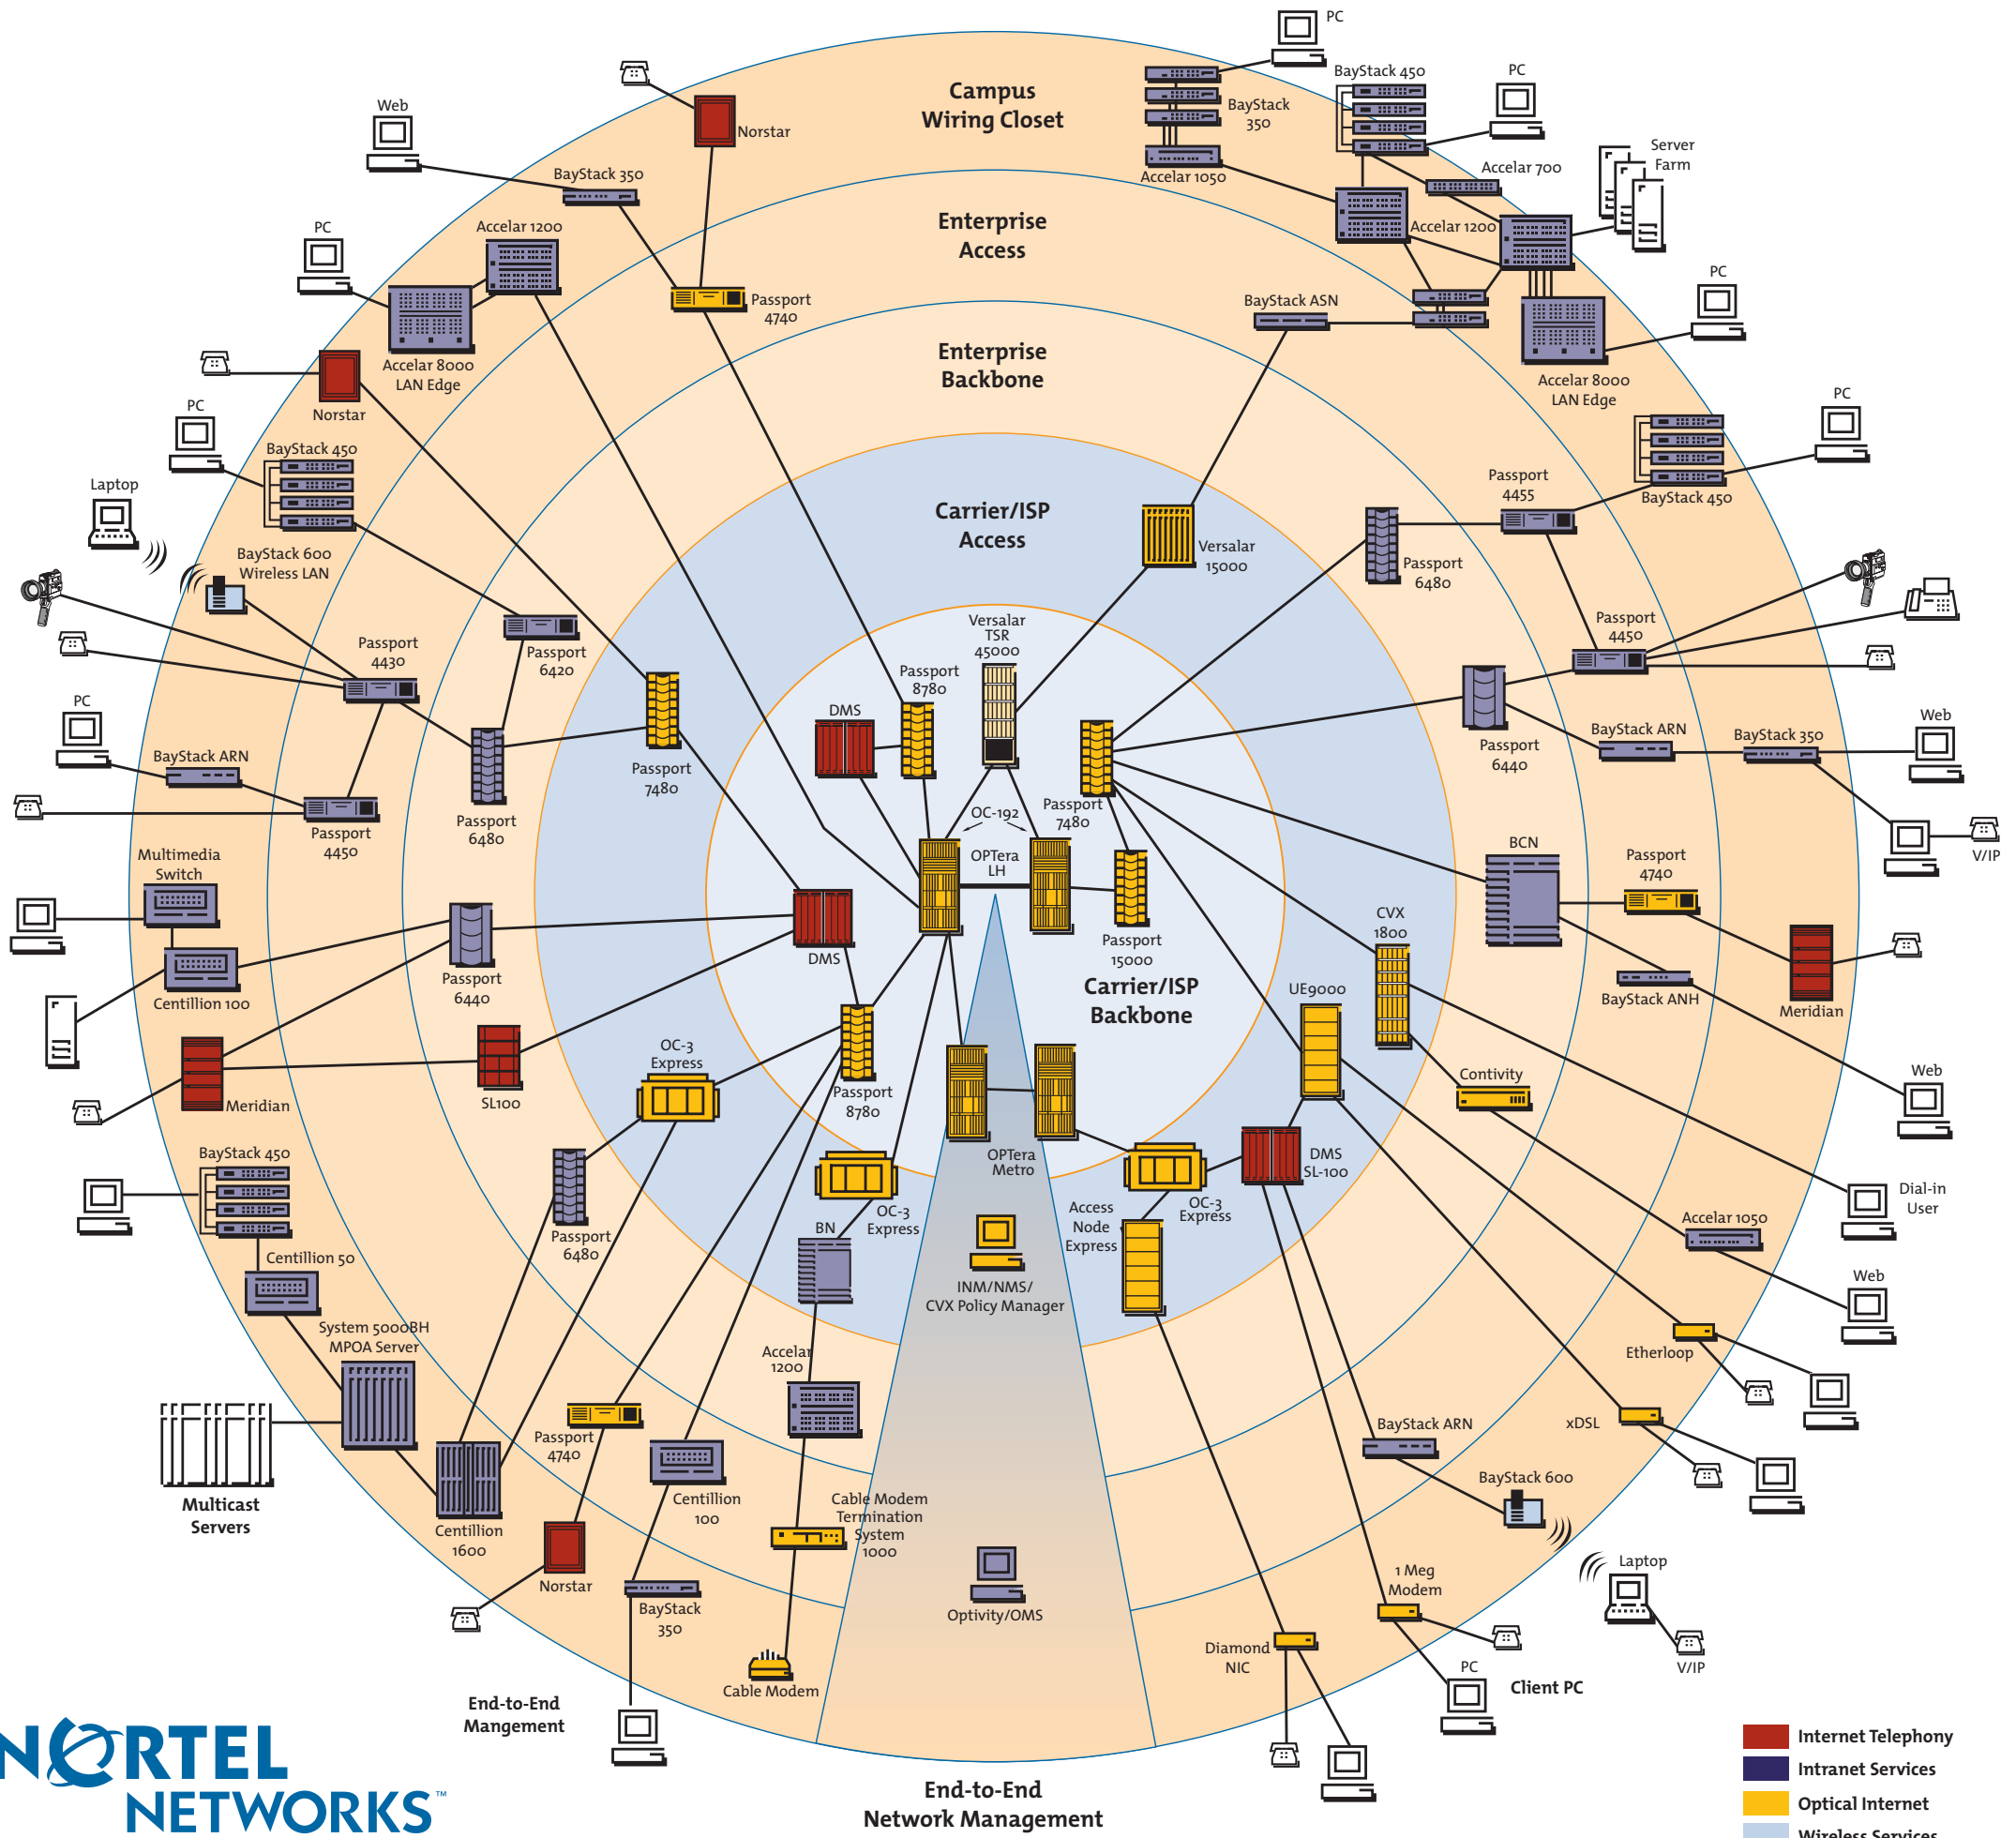 PC
BayStack 450
PC
Campus
Wiring Closet
BayStack
350
Web
Norstar
Server
Farm
Accelar 700
Accelar 1050
BayStack 350
Enterprise
Access
Accelar 1200
Accelar 1200
PC
PC
BayStack ASN
Passport
4740
Enterprise
Backbone
Accelar 8000
LAN Edge
Accelar 8000
LAN Edge
PC
PC
Norstar
BayStack 450
Passport
4455
BayStack 450
Laptop
Carrier/ISP
Access
BayStack 600
Wireless LAN
Versalar
15000
Passport
6480
Passport
4430
Passport
6420
Versalar
TSR
45000
Passport
4450
Passport
8780
PC
DMS
Web
BayStack ARN
BayStack 350
BayStack ARN
Passport
7480
Passport
6440
Passport
6480
Passport
4450
OC-192
Passport
7480
OPTera
LH
Multimedia
Switch
BCN
Passport
4740
V/IP
CVX
1800
DMS
Passport
15000
Carrier/ISP
Backbone
Passport
6440
Centillion 100
UE9000
BayStack ANH
Meridian
OC-3
Express
Passport
8780
SL100
Meridian
Contivity
Web
BayStack 450
OPTera
Metro
DMS
SL-100
OC-3
Express
Access
Node
Express
OC-3
Express
BN
Passport
6480
Dial-in
User
Accelar 1050
Centillion 50
INM/NMS/
CVX Policy Manager
Web
System 5000BH
MPOA Server
Accelar
1200
Etherloop
Passport
4740
xDSL
BayStack ARN
Multicast
Servers
Centillion
100
Cable Modem
Termination
System
1000
BayStack 600
Centillion
1600
Norstar
BayStack
350
Optivity/OMS
1 Meg
Modem
Laptop
Diamond
NIC
V/IP
Cable Modem
PC
Client PC
End-to-End
Mangement
NORTEL
NETWORKS™
End-to-End
Network Management
Internet Telephony
Intranet Services
Optical Internet
Wireless Services